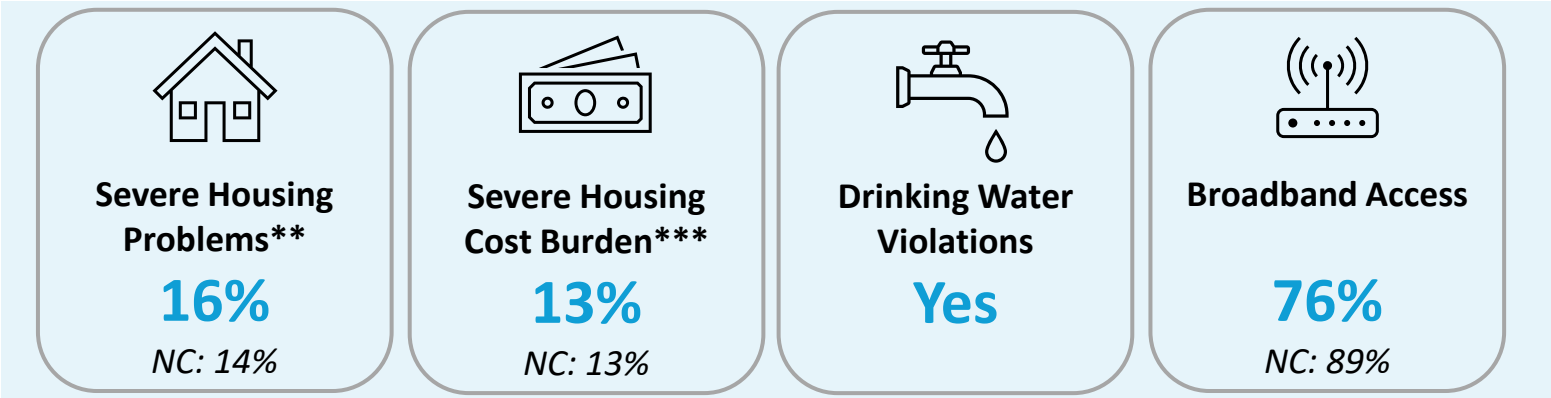 Severe Housing
Problems**
16%
NC: 14%
Severe Housing
Cost Burden***
13%
NC: 13%
Drinking Water
Violations
Yes
Broadband Access
76%
NC: 89%